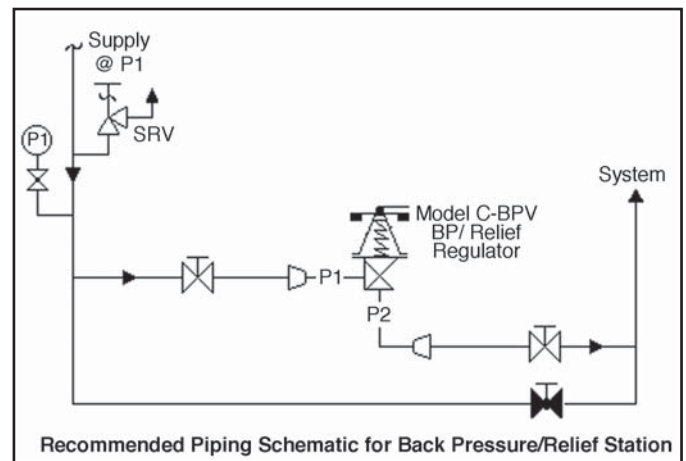 Supply
@ P1
SRV
P1
System
Model C-BPV
BP/ Relief
Regulator
P1
P2
Recommended Piping Schematic for Back Pressure/Relief Station